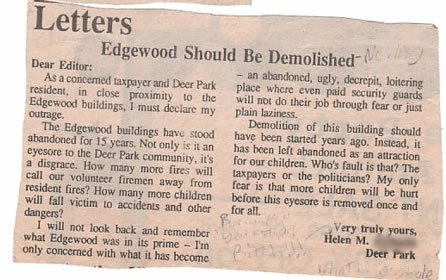 Letters
Edgewood Should Be Demolished
Dear Editor:
As a concerned taxpayer and Deer Park
resident, in close proximity to the
Edgewood buildings, I must declare my
outrage.
The Edgewood buildings have stood
abandoned for 15 years. Not only is it an
eyesore to the Deer Park community, it's
a disgrace. How many more fires will
call our volunteer firemen away from
resident fires? How many more children
will fall victim to accidents and other
dangers?
I will not look back and remember
what Edgewood was in its prime – I'm
only concerned with what it has become
– an abandoned, ugly, decrepit, loitering
place where even paid security guards
will not do their job through fear or just
plain laziness.
Demolition of this building should
have been started years ago. Instead, it
has been left abandoned as an attraction
for our children. Who's fault is that? The
taxpayers or the politicians? My only
fear is that more children will be hurt
before this eyesore is removed once and
for all.
Very truly yours,
Helen M.
Deer Park